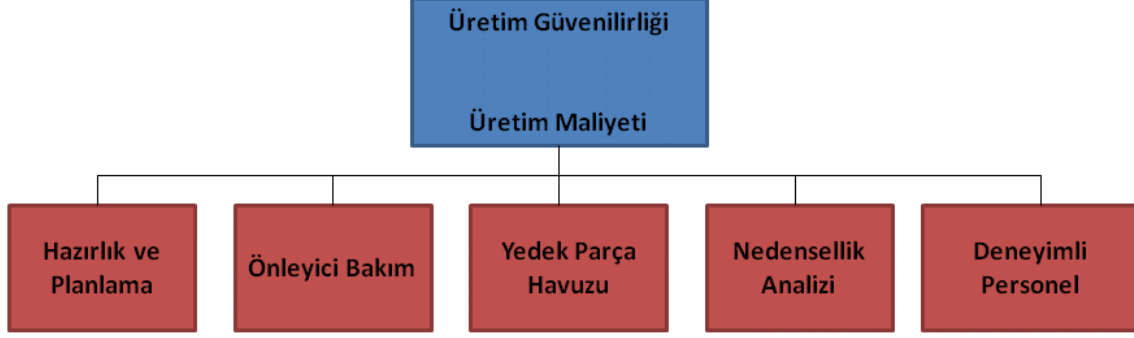 Üretim Güvenilirliği
Üretim Maliyeti
Hazırlık ve
Planlama
Önleyici Bakım
Yedek Parça
Havuzu
Nedensellik
Analizi
Deneyimli
Personel